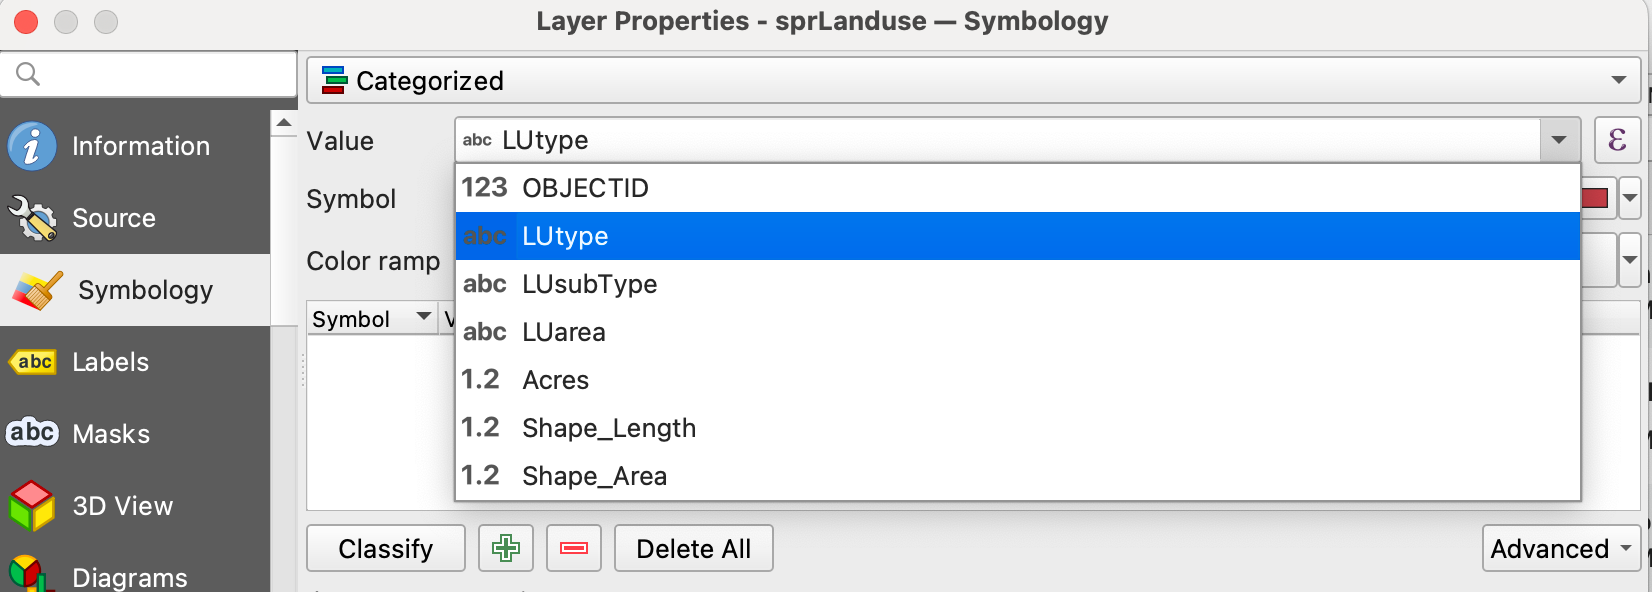 Layer Properties - sprLanduse — Symbology
Categorized
Information
Source
Symbology
Labels
Masks
3D View
Diagrams
Value
abc LUtype
ε
Symbol
Color ramp
123 OBJECTID
abc LUtype
abc LUsubType
abc LUarea
1.2 Acres
1.2 Shape_Length
1.2 Shape_Area
Symbol
abc
abc
Classify
Delete All
Advanced